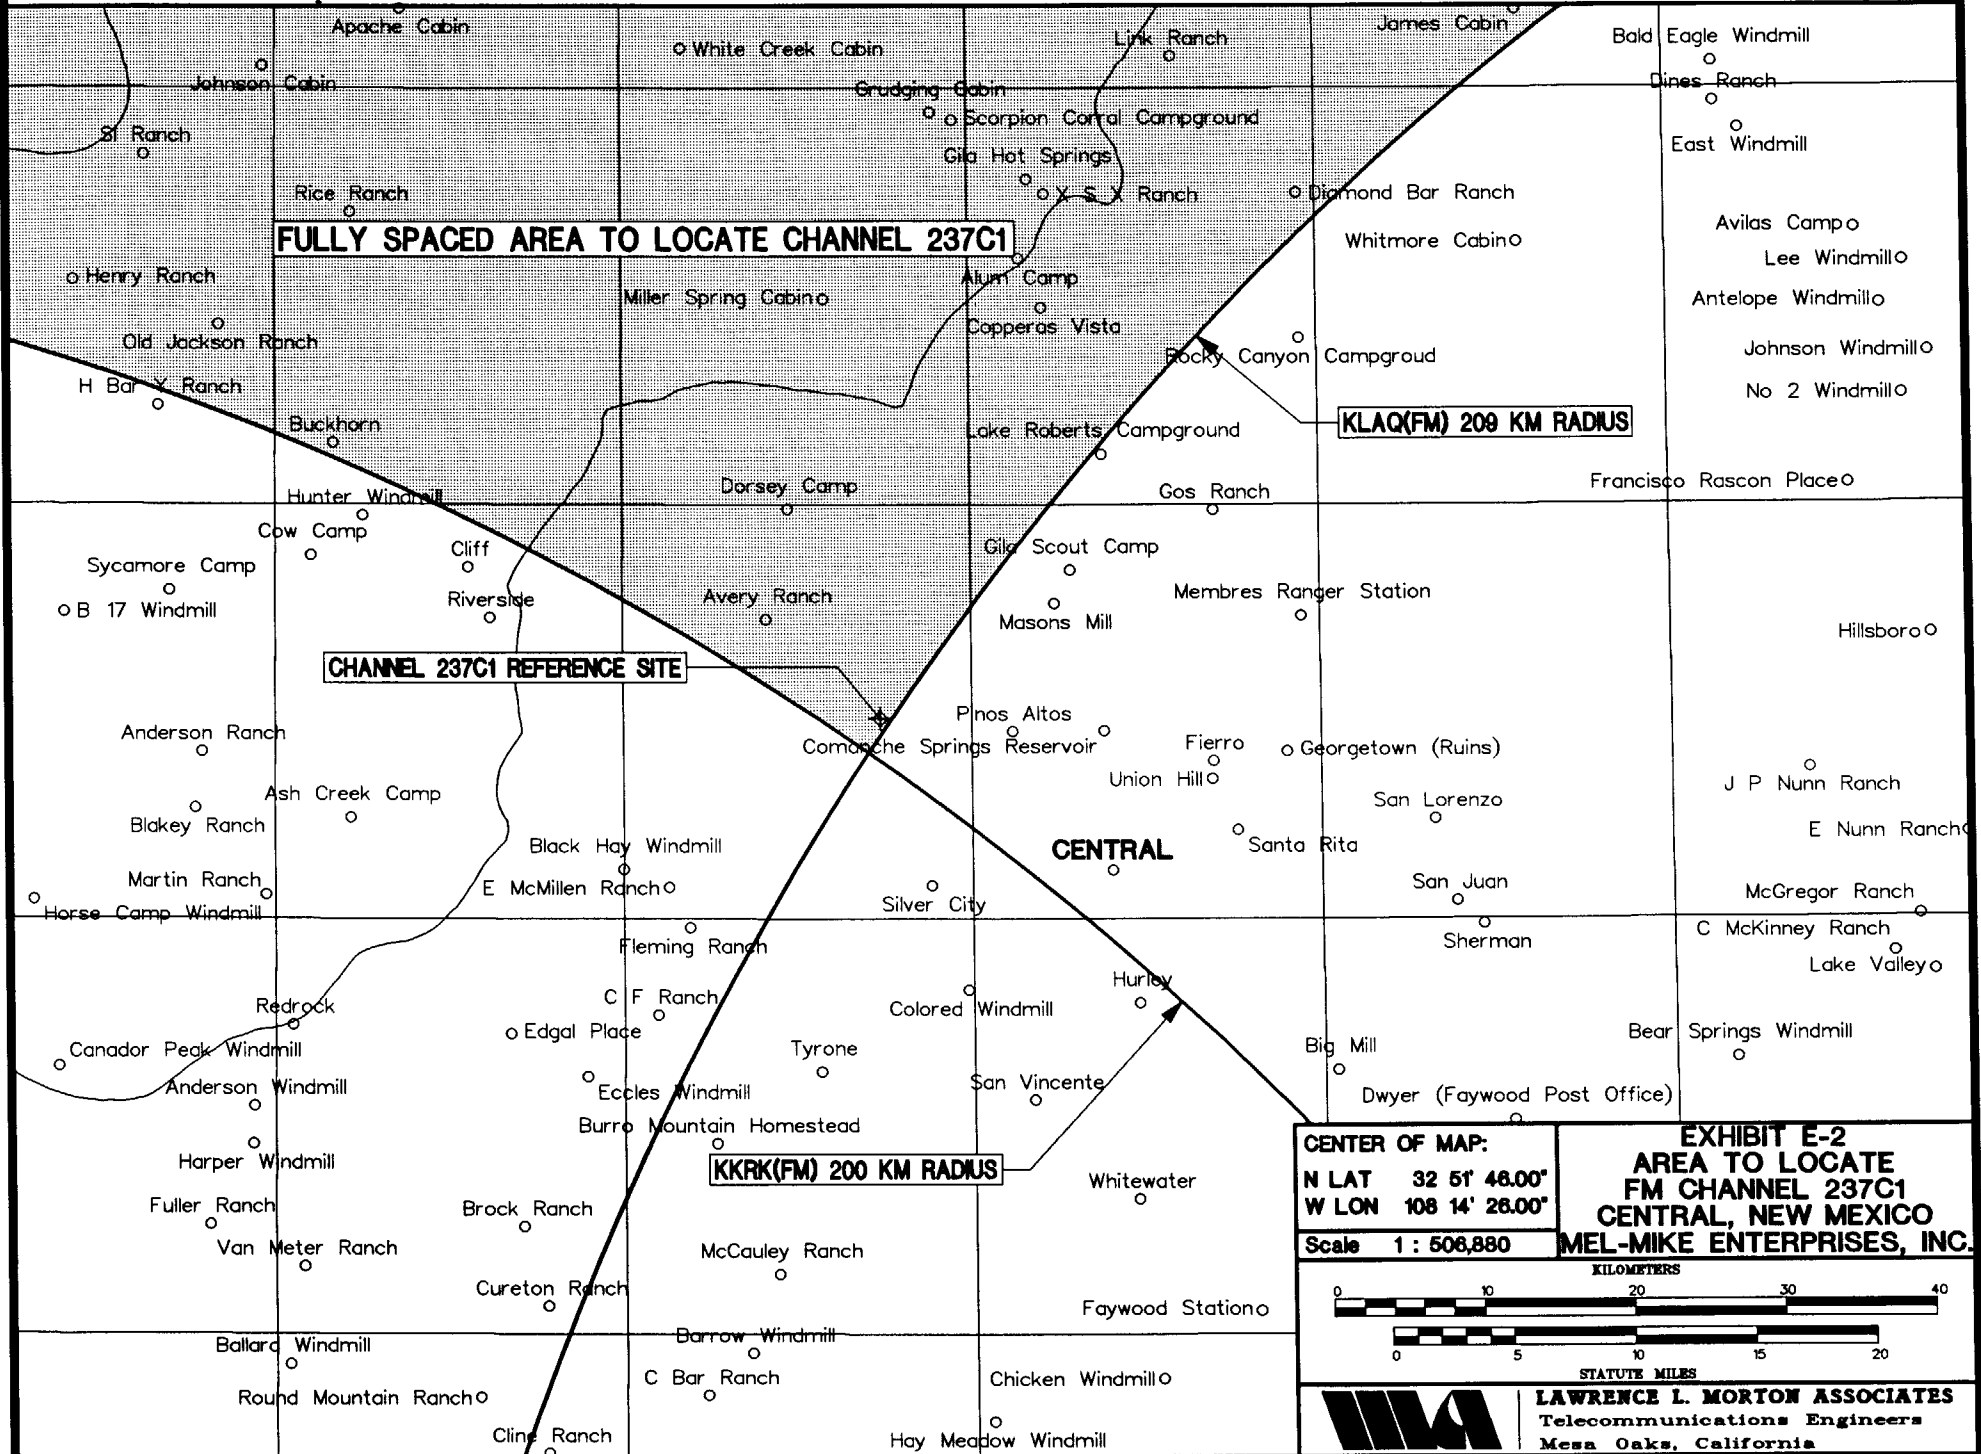 Apache Cabin
White Creek Cabin
Link Ranch
James Cabin
Bald Eagle Windmill
Johnson Cabin
Grudging Cabin
Dines Ranch
Scorpion Corral Campground
SI Ranch
East Windmill
Gila Hot Springs
Rice Ranch
X S X Ranch
Diamond Bar Ranch
FULLY SPACED AREA TO LOCATE CHANNEL 237C1
Whitmore Cabin
Avilas Camp
Lee Windmill
Henry Ranch
Alum Camp
Miller Spring Cabin
Antelope Windmill
Copperas Vista
Old Jackson Ranch
Rocky Canyon Campgroud
Johnson Windmill
H Bar Y Ranch
No 2 Windmill
Buckhorn
Lake Roberts Campground
KLAQ(FM) 209 KM RADIUS
Hunter Windmill
Dorsey Camp
Gos Ranch
Francisco Rascon Place
Cow Camp
Cliff
Gila Scout Camp
Sycamore Camp
B 17 Windmill
Riverside
Avery Ranch
Membres Ranger Station
Masons Mill
Hillsboro
CHANNEL 237C1 REFERENCE SITE
Pinos Altos
Anderson Ranch
Comanche Springs Reservoir
Fierro
Georgetown (Ruins)
Union Hill
J P Nunn Ranch
Ash Creek Camp
San Lorenzo
Blakey Ranch
E Nunn Ranch
Black Hay Windmill
CENTRAL
Santa Rita
Martin Ranch
E McMillen Ranch
San Juan
McGregor Ranch
Horse Camp Windmill
Silver City
C McKinney Ranch
Fleming Ranch
Sherman
Lake Valley
Hurley
Redrock
C F Ranch
Colored Windmill
Edgal Place
Bear Springs Windmill
Canador Peak Windmill
Tyrone
Big Mill
Anderson Windmill
Eccles Windmill
San Vincente
Dwyer (Faywood Post Office)
Burro Mountain Homestead
Harper Windmill
KKRK(FM) 200 KM RADIUS
Whitewater
Fuller Ranch
Brock Ranch
Van Meter Ranch
McCauley Ranch
Cureton Ranch
Faywood Station
Ballard Windmill
Barrow Windmill
Round Mountain Ranch
C Bar Ranch
Chicken Windmill
Cline Ranch
Hay Meadow Windmill
CENTER OF MAP:
N LAT 32 51' 46.00"
W LON 108 14' 26.00"
Scale 1 : 506,880
EXHIBIT E-2
AREA TO LOCATE
FM CHANNEL 237C1
CENTRAL, NEW MEXICO
MEL-MIKE ENTERPRISES, INC.
KILOMETERS
0 10 20 30 40
0 5 10 15 20
STATUTE MILES
LAWRENCE L. MORTON ASSOCIATES
Telecommunications Engineers
Mesa Oaks, California